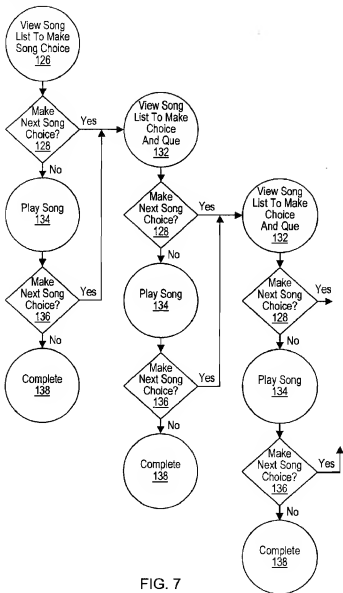 View Song
List To Make
Song Choice
126
Make
Next Song
Choice?
128
Yes
No
Play Song
134
Make
Next Song
Choice?
136
Yes
No
Complete
138
View Song
List To Make
Choice
And Que
132
Make
Next Song
Choice?
128
Yes
No
Play Song
134
Make
Next Song
Choice?
136
Yes
No
Complete
138
View Song
List To Make
Choice
And Que
132
Make
Next Song
Choice?
128
Yes
No
Play Song
134
Make
Next Song
Choice?
136
Yes
No
Complete
138
FIG. 7